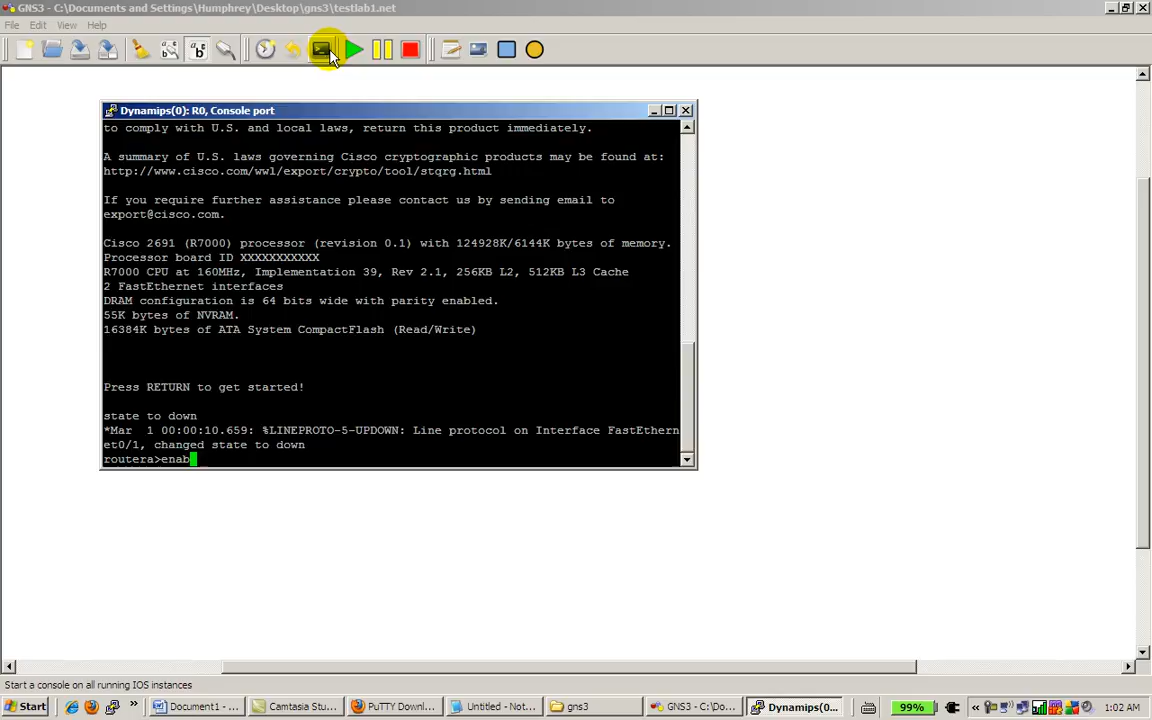 GNS3 - C:\Documents and Settings\Humphrey\Desktop\gns3\testlab1.net
File Edit View Help
Dynamips(0): R0, Console port
to comply with U.S. and local laws, return this product immediately.
A summary of U.S. laws governing Cisco cryptographic products may be found at:
http://www.cisco.com/wwl/export/crypto/tool/stqrg.html
If you require further assistance please contact us by sending email to
export@cisco.com.
Cisco 2691 (R7000) processor (revision 0.1) with 124928K/6144K bytes of memory.
Processor board ID XXXXXXXXXXX
R7000 CPU at 160MHz, Implementation 39, Rev 2.1, 256KB L2, 512KB L3 Cache
2 FastEthernet interfaces
DRAM configuration is 64 bits wide with parity enabled.
55K bytes of NVRAM.
16384K bytes of ATA System CompactFlash (Read/Write)
Press RETURN to get started!
state to down
*Mar  1 00:00:10.659: %LINEPROTO-5-UPDOWN: Line protocol on Interface FastEthern
et0/1, changed state to down
routera>enab
Start a console on all running IOS instances
Start » Document1 - W... Camtasia Stu... PuTTY Downl... Untitled - Not... gns3 GNS3 - C:\Do... Dynamips(0... 99% « 1:02 AM